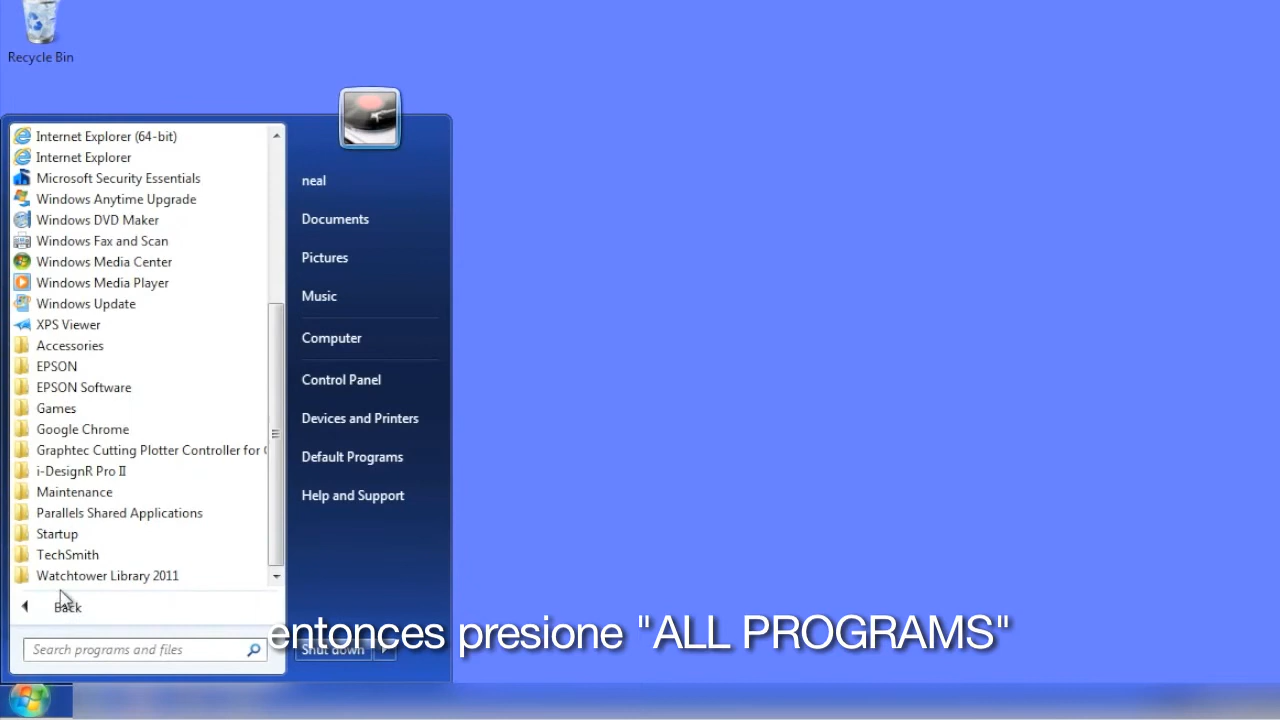 Recycle Bin
Internet Explorer (64-bit)
Internet Explorer
Microsoft Security Essentials
Windows Anytime Upgrade
Windows DVD Maker
Windows Fax and Scan
Windows Media Center
Windows Media Player
Windows Update
XPS Viewer
Accessories
EPSON
EPSON Software
Games
Google Chrome
Graphtec Cutting Plotter Controller for
i-DesignR Pro II
Maintenance
Parallels Shared Applications
Startup
TechSmith
Watchtower Library 2011
Back
Search programs and files
neal
Documents
Pictures
Music
Computer
Control Panel
Devices and Printers
Default Programs
Help and Support
Shut down
entonces presione "ALL PROGRAMS"